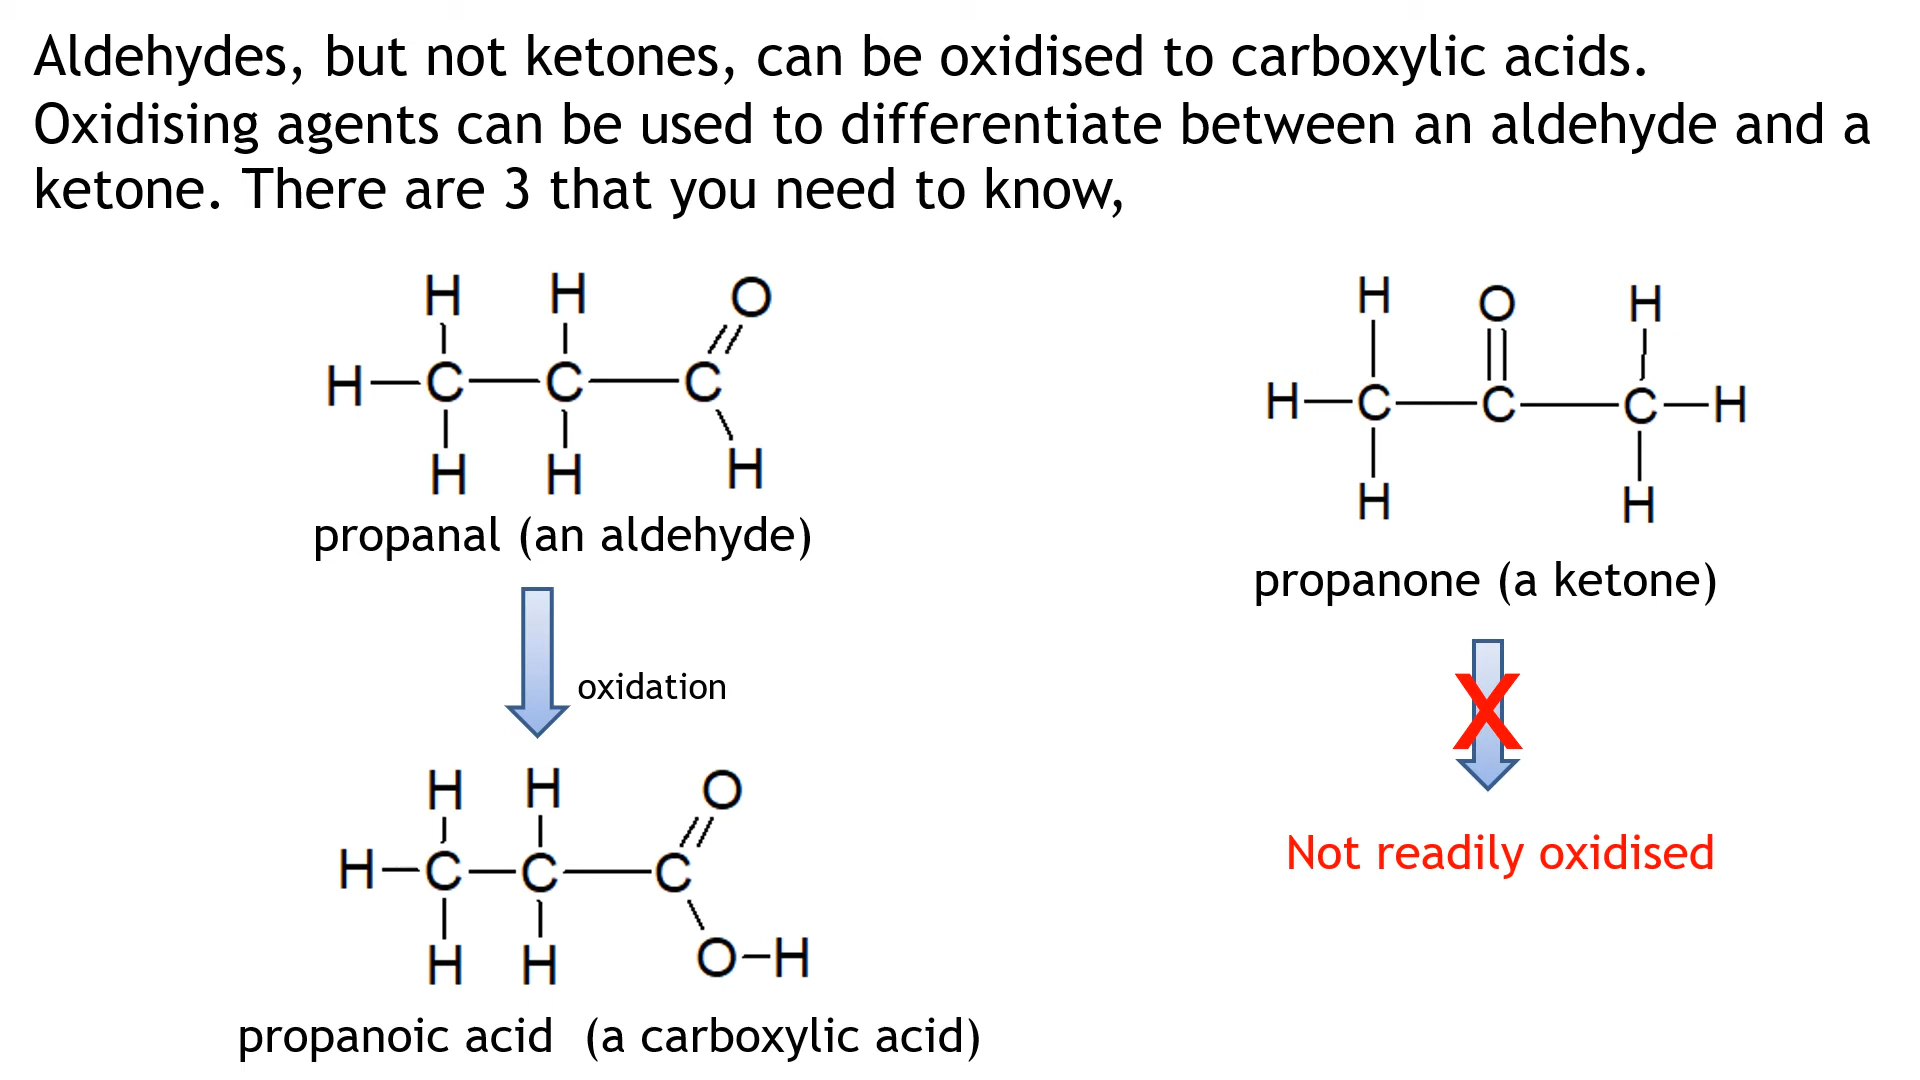 Aldehydes, but not ketones, can be oxidised to carboxylic acids.
Oxidising agents can be used to differentiate between an aldehyde and a
ketone. There are 3 that you need to know,
H H O
H C C C
H H H
propanal (an aldehyde)
H O H
H C C C H
H H
propanone (a ketone)
oxidation
X
Not readily oxidised
H H O
H C C C
H H O H
propanoic acid (a carboxylic acid)